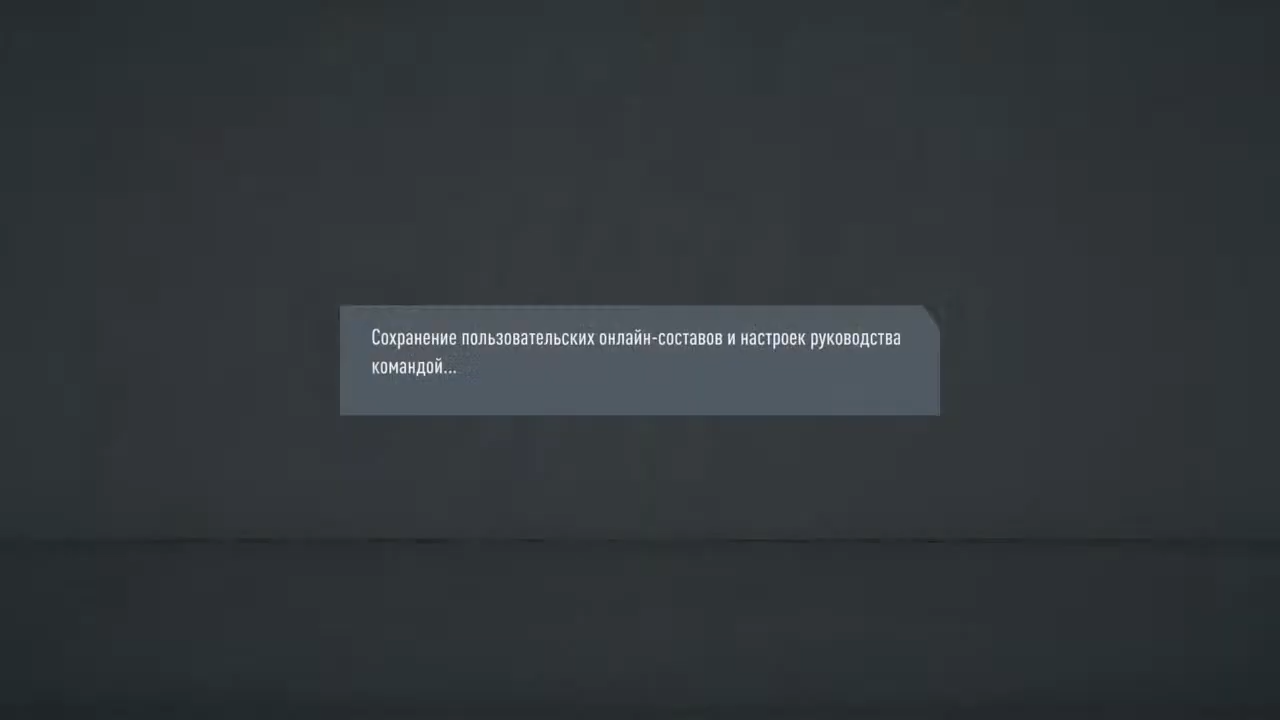 Сохранение пользовательских онлайн-составов и настроек руководства
командой...